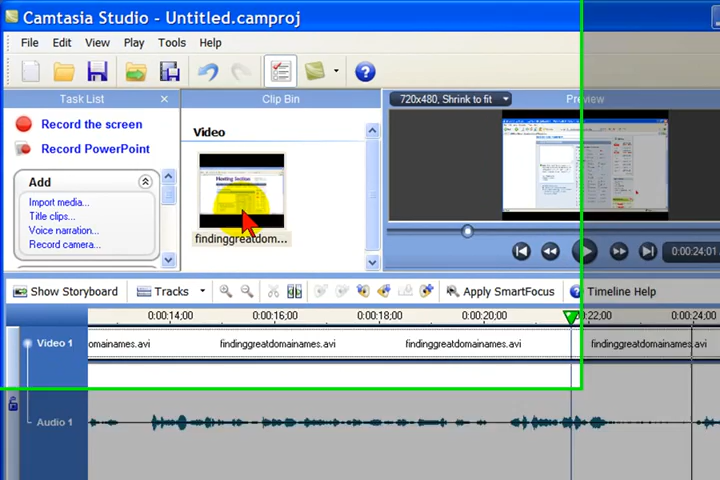 Camtasia Studio - Untitled.camproj
File Edit View Play Tools Help
Task List
Clip Bin
720x480, Shrink to fit
Preview
Record the screen
Record PowerPoint
Add
Import media...
Title clips...
Voice narration...
Record camera...
Video
findinggreatdom...
0:00:24;01
Show Storyboard
Tracks
Apply SmartFocus
Timeline Help
0:00:14;00 0:00:16;00 0:00:18;00 0:00:20;00 0:00:22;00 0:00:24;00
Video 1
omainames.avi findinggreatdomainames.avi findinggreatdomainames.avi findinggreatdomainames.avi
Audio 1